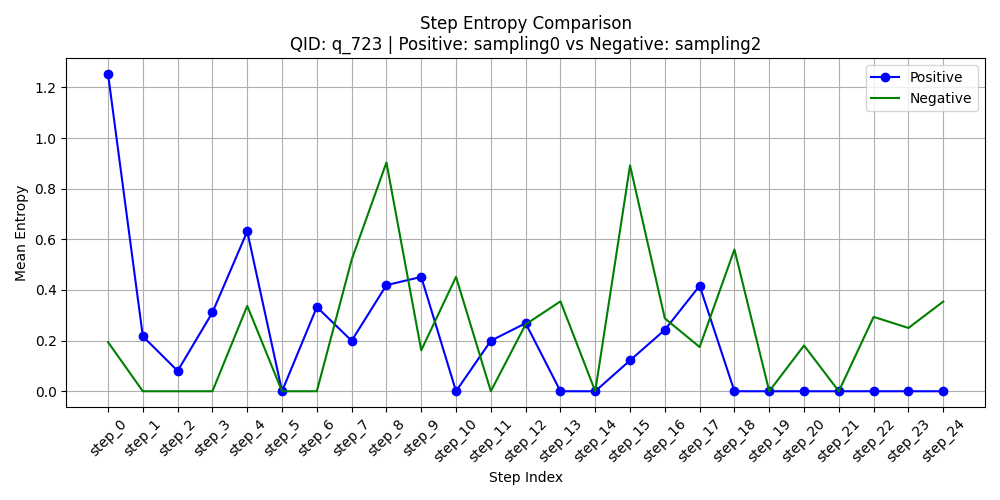 Step Entropy Comparison
QID: q_723 | Positive: sampling0 vs Negative: sampling2
Positive
Negative
Mean Entropy
1.2
1.0
0.8
0.6
0.4
0.2
0.0
step_0
step_1
step_2
step_3
step_4
step_5
step_6
step_7
step_8
step_9
step_10
step_11
step_12
step_13
step_14
step_15
step_16
step_17
step_18
step_19
step_20
step_21
step_22
step_23
step_24
Step Index